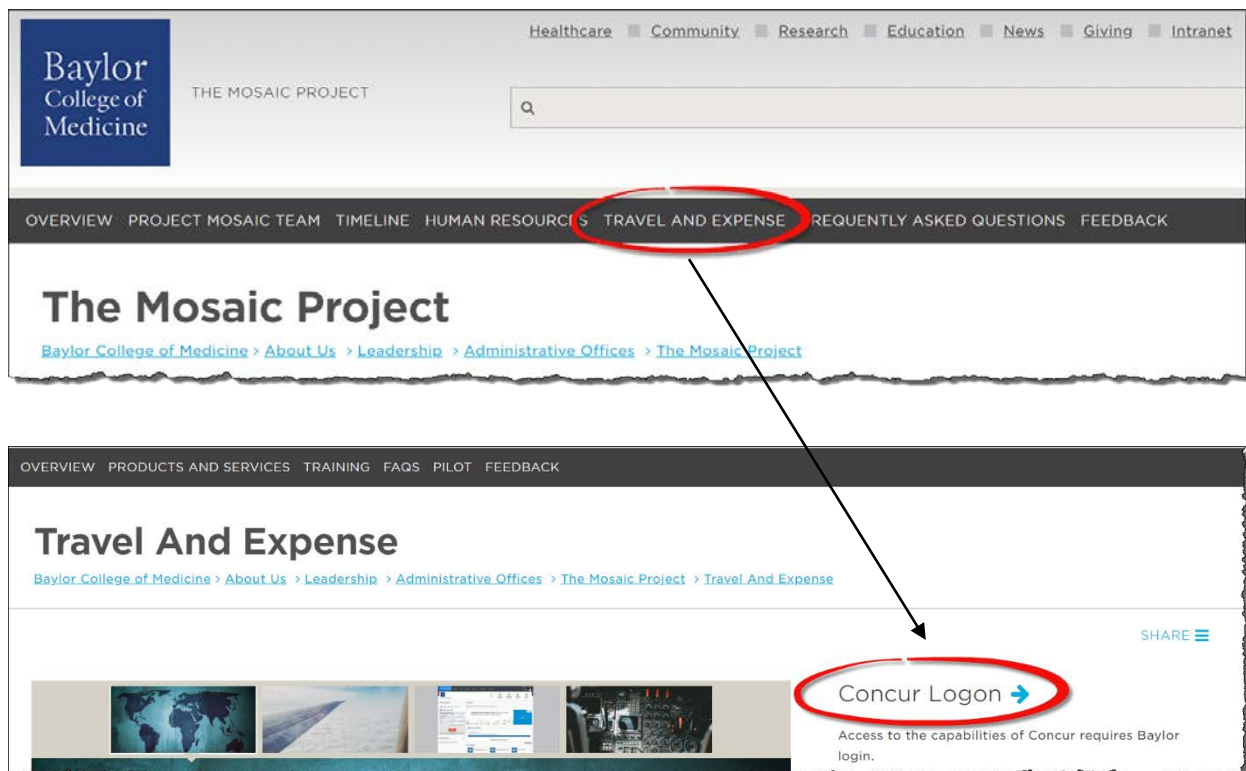 Healthcare Community Research Education News Giving Intranet
Baylor
College of
Medicine
THE MOSAIC PROJECT
OVERVIEW PROJECT MOSAIC TEAM TIMELINE HUMAN RESOURCES TRAVEL AND EXPENSE REQUENTLY ASKED QUESTIONS FEEDBACK
The Mosaic Project
Baylor College of Medicine > About Us > Leadership > Administrative Offices > The Mosaic Project
OVERVIEW PRODUCTS AND SERVICES TRAINING FAQS PILOT FEEDBACK
Travel And Expense
Baylor College of Medicine > About Us > Leadership > Administrative Offices > The Mosaic Project > Travel And Expense
SHARE
Concur Logon
Access to the capabilities of Concur requires Baylor
login.